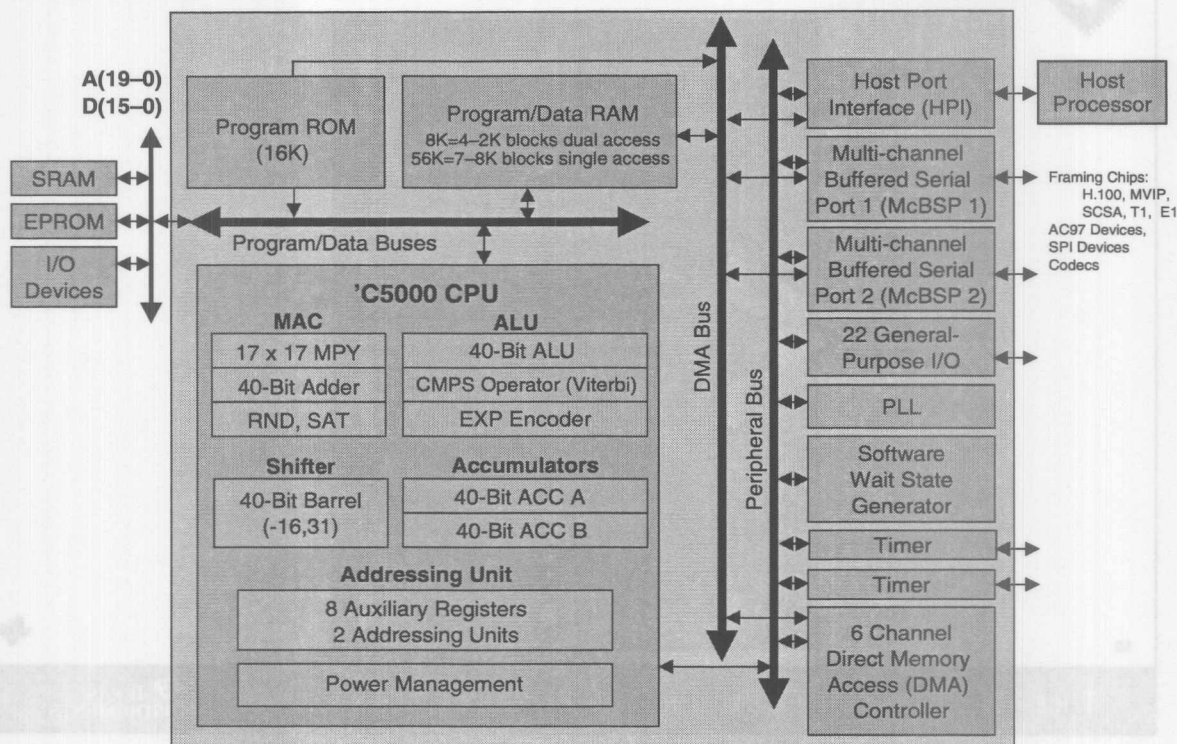 A(19–0)
D(15–0)
SRAM
EPROM
I/O
Devices
Program ROM
(16K)
Program/Data RAM
8K=4–2K blocks dual access
56K=7–8K blocks single access
Program/Data Buses
'C5000 CPU
MAC
17 x 17 MPY
40-Bit Adder
RND, SAT
ALU
40-Bit ALU
CMPS Operator (Viterbi)
EXP Encoder
Shifter
40-Bit Barrel
(-16,31)
Accumulators
40-Bit ACC A
40-Bit ACC B
Addressing Unit
8 Auxiliary Registers
2 Addressing Units
Power Management
DMA Bus
Peripheral Bus
Host Port
Interface (HPI)
Multi-channel
Buffered Serial
Port 1 (McBSP 1)
Multi-channel
Buffered Serial
Port 2 (McBSP 2)
22 General-
Purpose I/O
PLL
Software
Wait State
Generator
Timer
Timer
6 Channel
Direct Memory
Access (DMA)
Controller
Host
Processor
Framing Chips:
H.100, MVIP,
SCSA, T1, E1
AC97 Devices,
SPI Devices
Codecs